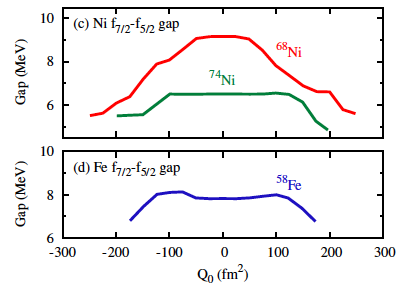 (c) Ni f7/2-f5/2 gap
10
8
6
Gap (MeV)
68Ni
74Ni
(d) Fe f7/2-f5/2 gap
10
8
6
Gap (MeV)
58Fe
-300 -200 -100 0 100 200 300
Q0 (fm2)